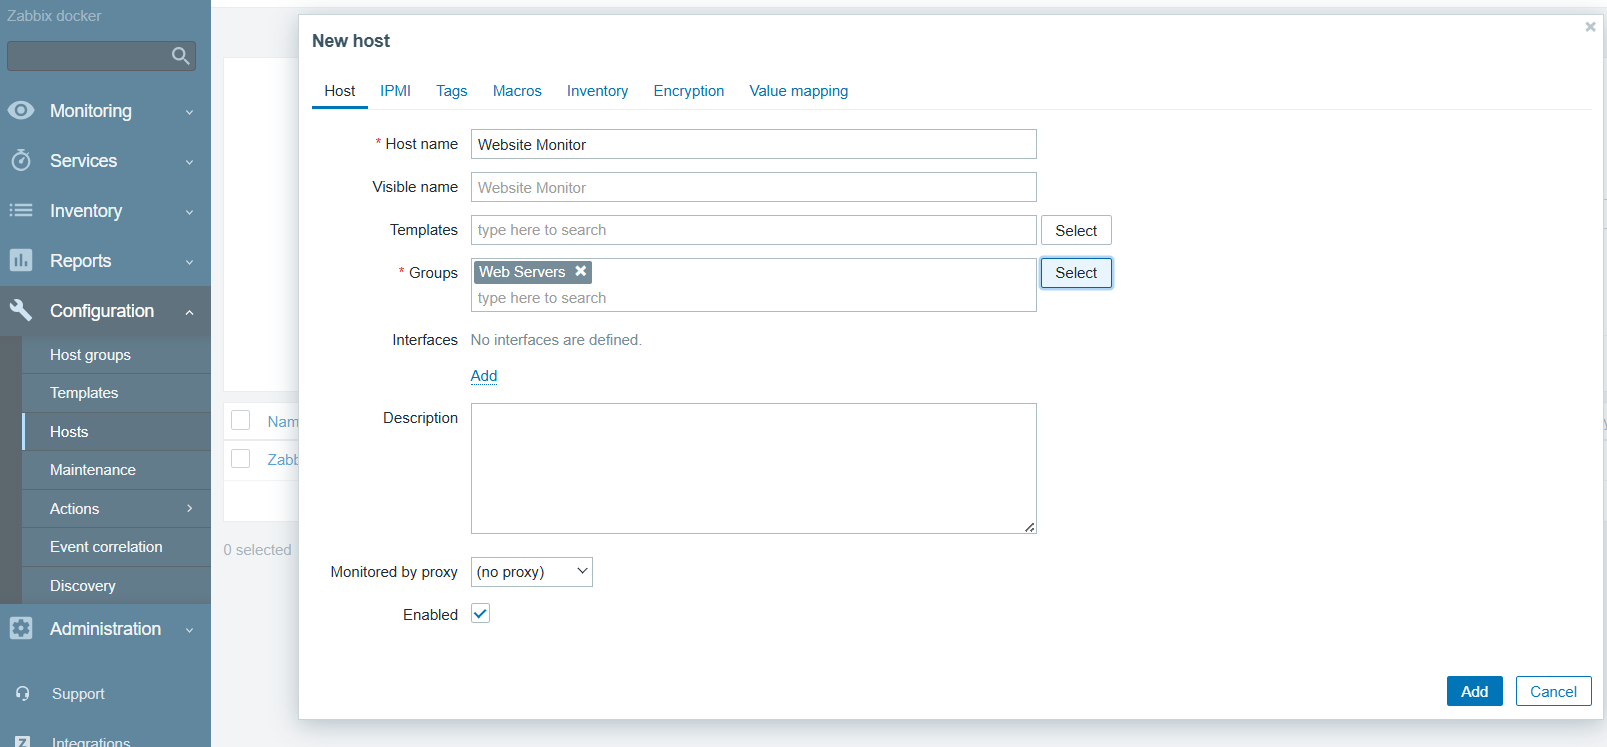 Zabbix docker
Monitoring
Services
Inventory
Reports
Configuration
Host groups
Templates
Hosts
Maintenance
Actions
Event correlation
Discovery
Administration
Support
Integrations
Nam
Zabb
0 selected
New host
Host IPMI Tags Macros Inventory Encryption Value mapping
* Host name Website Monitor
Visible name Website Monitor
Templates type here to search Select
* Groups Web Servers Select
type here to search
Interfaces No interfaces are defined.
Add
Description
Monitored by proxy (no proxy)
Enabled
Add Cancel